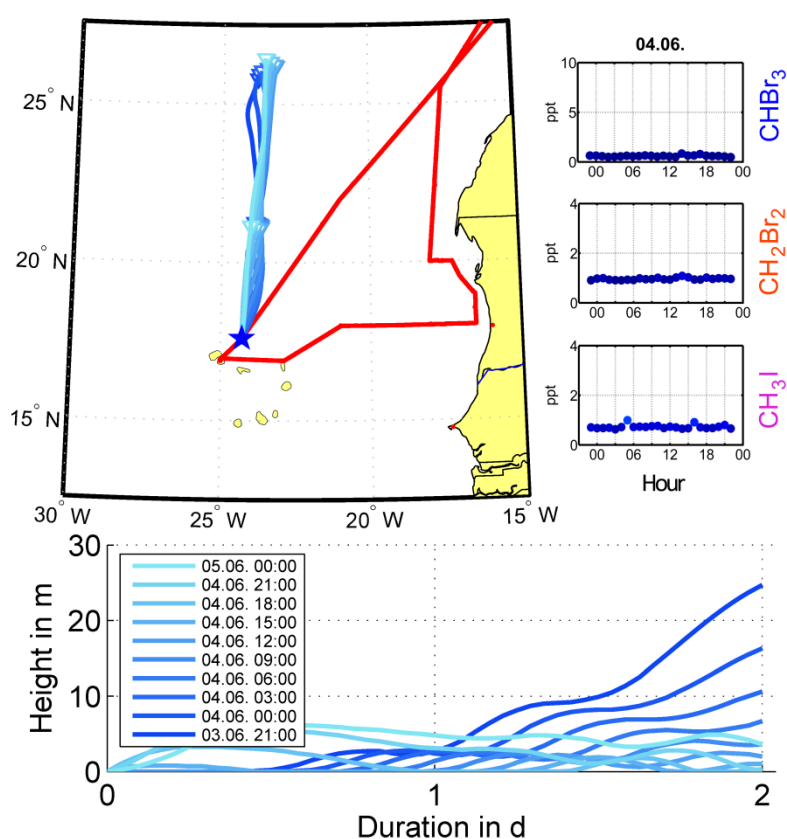 04.06.
25° N
20° N
15° N
30° W
25° W
20° W
15° W
10
5
0
ppt
00 06 12 18 00
CHBr3
4
2
0
ppt
00 06 12 18 00
CH2Br2
4
2
0
ppt
00 06 12 18 00
CH3I
Hour
30
20
10
0
Height in m
05.06. 00:00
04.06. 21:00
04.06. 18:00
04.06. 15:00
04.06. 12:00
04.06. 09:00
04.06. 06:00
04.06. 03:00
04.06. 00:00
03.06. 21:00
0 1 2
Duration in d